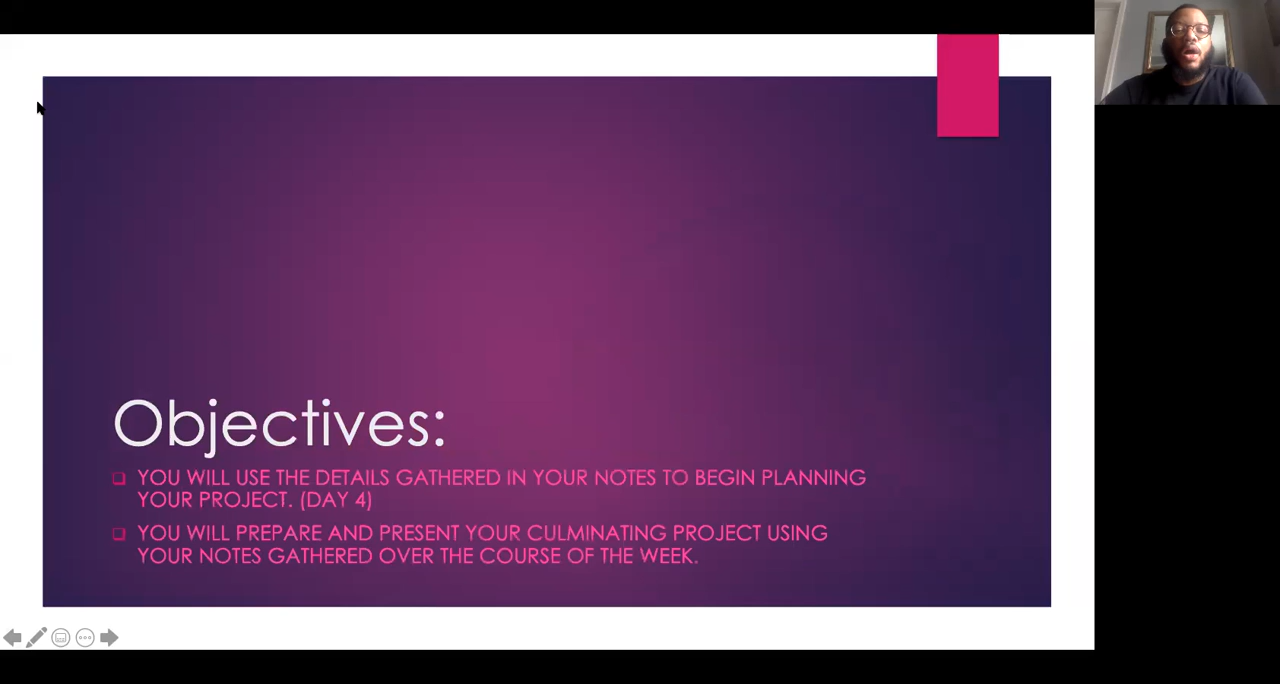 Objectives:
YOU WILL USE THE DETAILS GATHERED IN YOUR NOTES TO BEGIN PLANNING
YOUR PROJECT. (DAY 4)
YOU WILL PREPARE AND PRESENT YOUR CULMINATING PROJECT USING
YOUR NOTES GATHERED OVER THE COURSE OF THE WEEK.